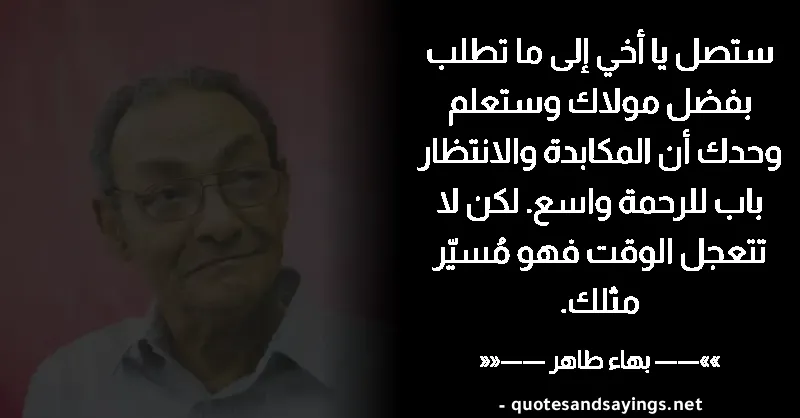 ستصل يا أخي إلى ما تطلب
بفضل مولاك وستعلم
وحدك أن المكابدة والانتظار
باب للرحمة واسع. لكن لا
تتعجل الوقت فهو مُسيّر
مثلك.
««—— بهاء طاهر ——»»
- quotesandsayings.net